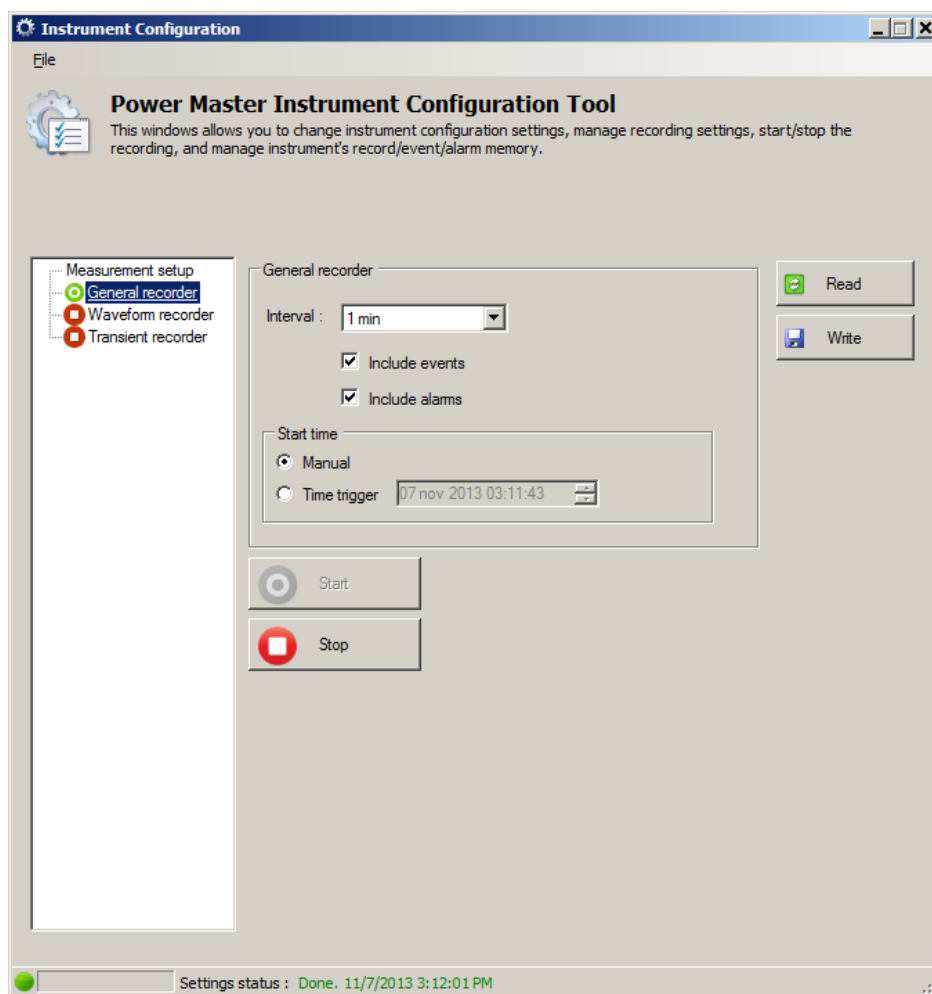 Instrument Configuration
File
Power Master Instrument Configuration Tool
This windows allows you to change instrument configuration settings, manage recording settings, start/stop the
recording, and manage instrument's record/event/alarm memory.
Measurement setup
General recorder
Waveform recorder
Transient recorder
General recorder
Interval :
1 min
Include events
Include alarms
Start time
Manual
Time trigger
07 nov 2013 03:11:43
Start
Stop
Read
Write
Settings status : Done. 11/7/2013 3:12:01 PM